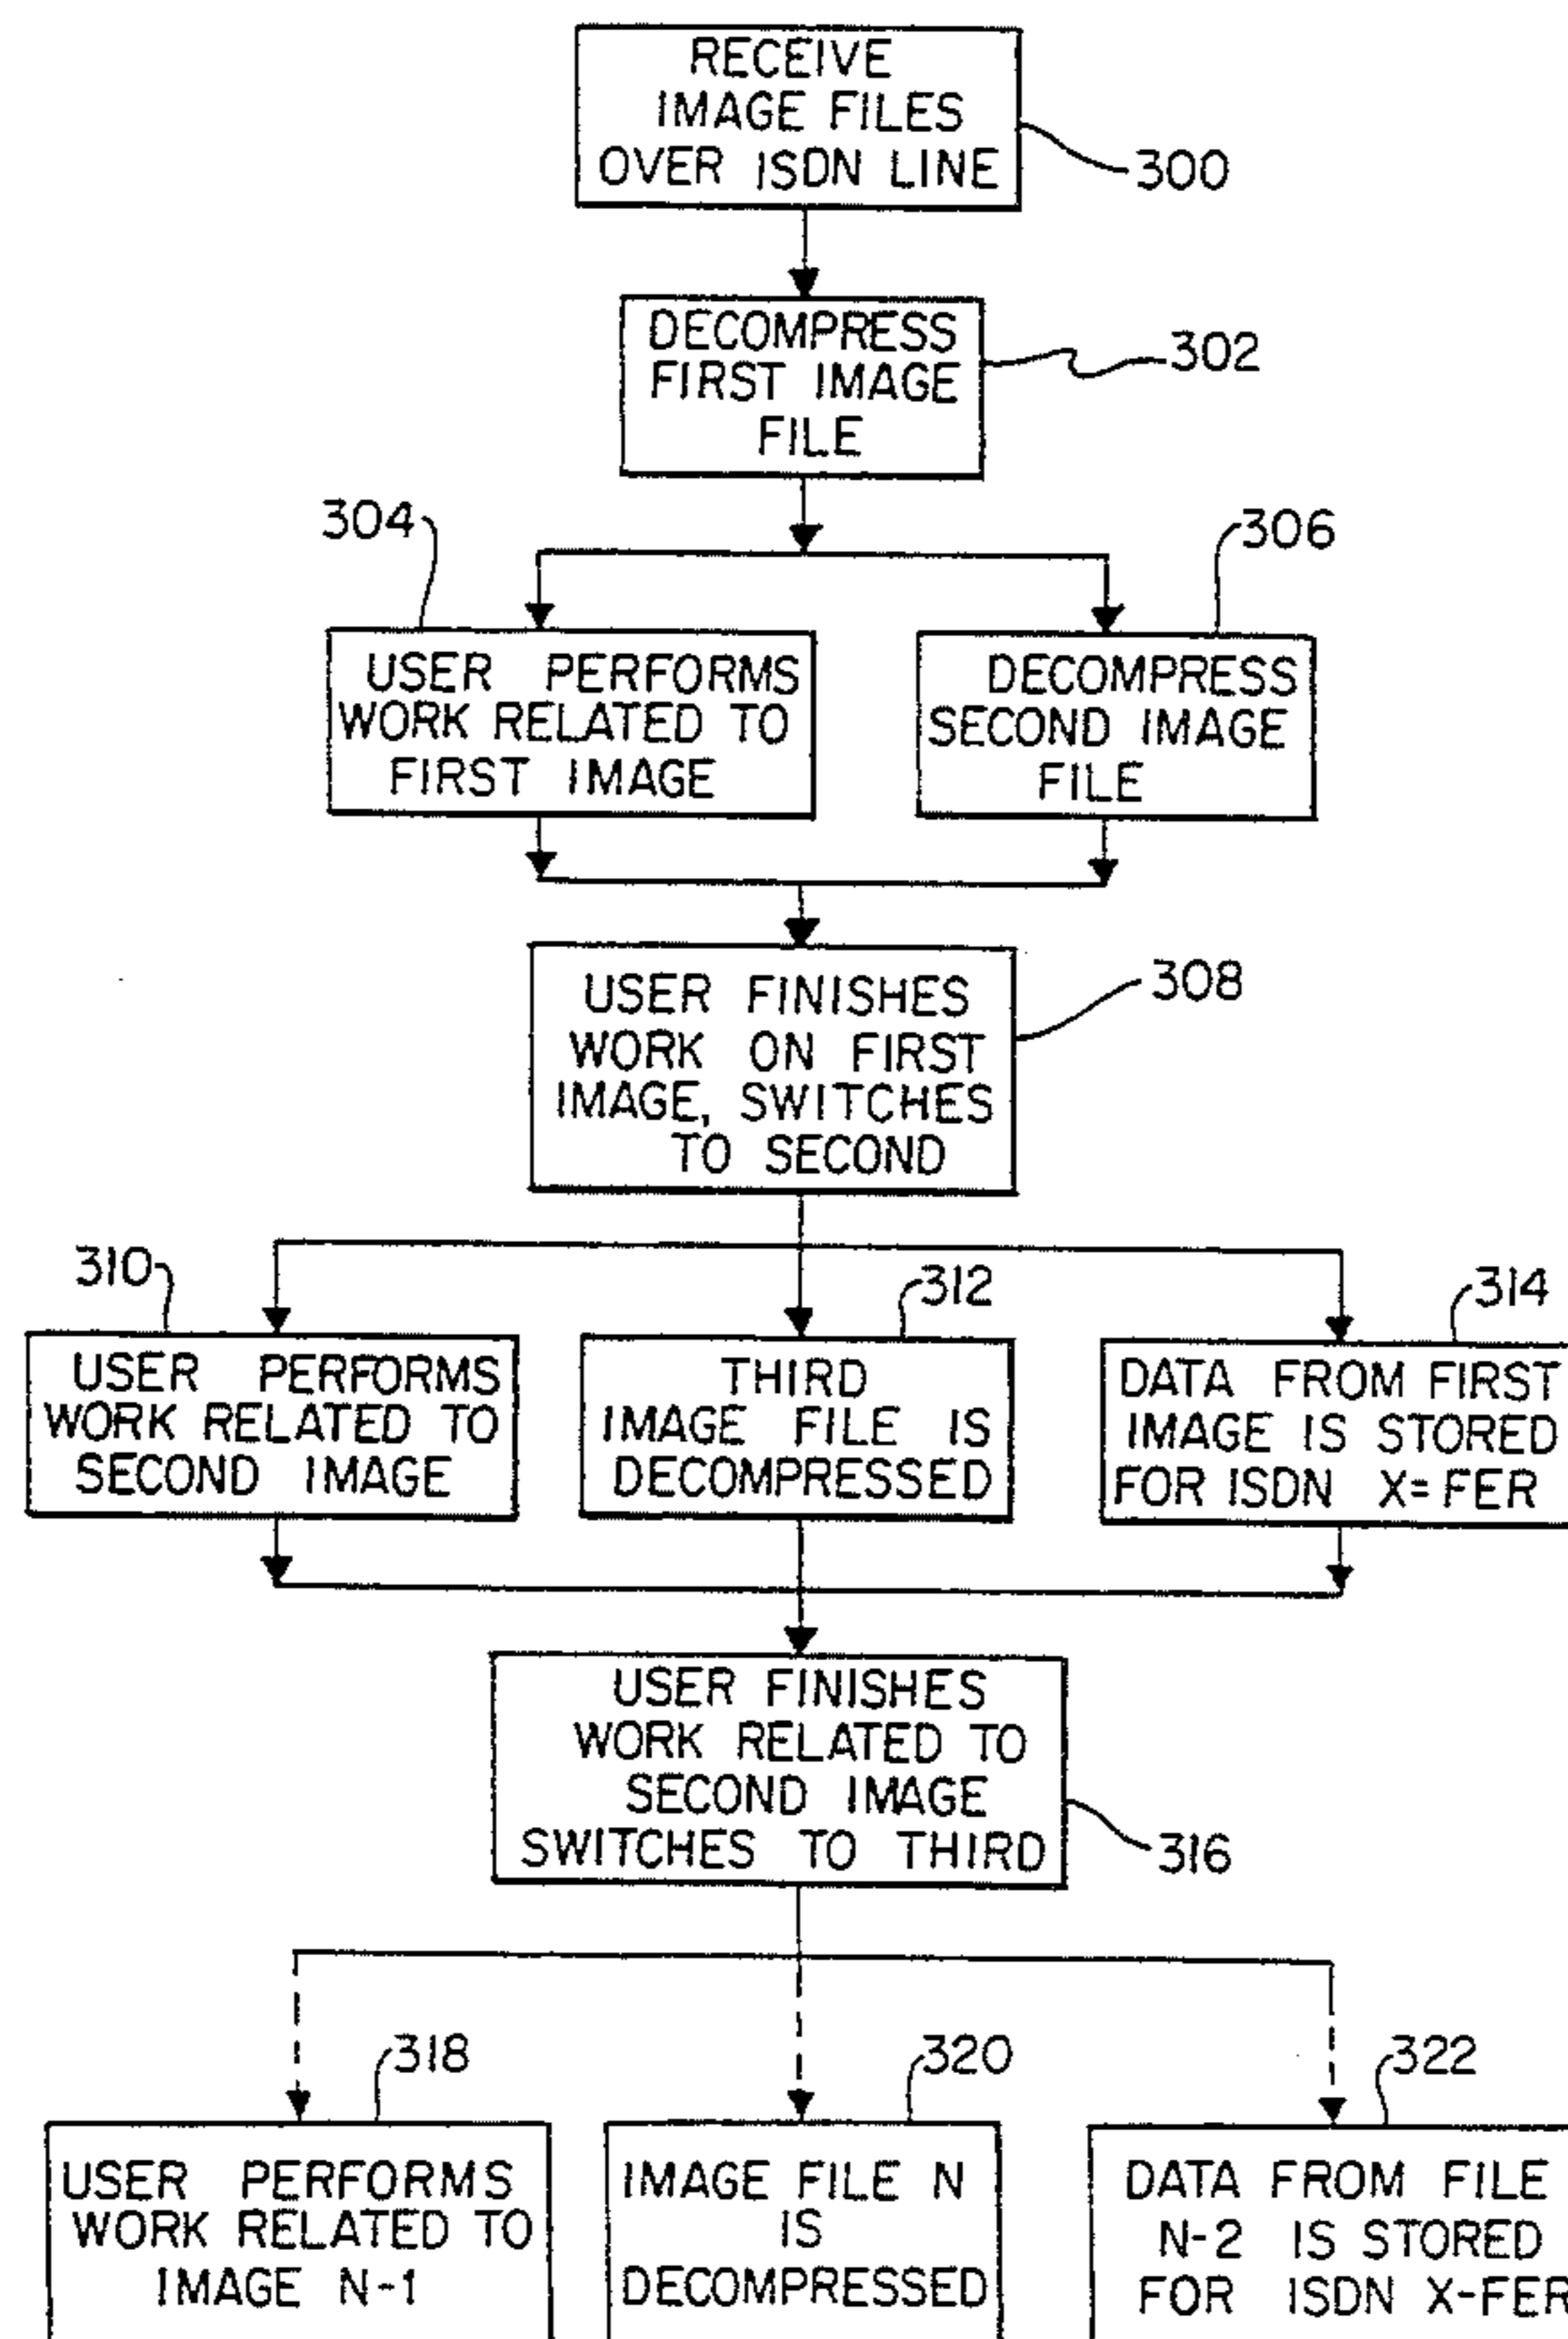 RECEIVE
IMAGE FILES
OVER ISDN LINE
300
DECOMPRESS
FIRST IMAGE
FILE
302
304
USER PERFORMS
WORK RELATED TO
FIRST IMAGE
306
DECOMPRESS
SECOND IMAGE
FILE
USER FINISHES
WORK ON FIRST
IMAGE, SWITCHES
TO SECOND
308
310
USER PERFORMS
WORK RELATED TO
SECOND IMAGE
312
THIRD
IMAGE FILE IS
DECOMPRESSED
314
DATA FROM FIRST
IMAGE IS STORED
FOR ISDN X=FER
USER FINISHES
WORK RELATED TO
SECOND IMAGE
SWITCHES TO THIRD
316
318
USER PERFORMS
WORK RELATED TO
IMAGE N-1
320
IMAGE FILE N
IS
DECOMPRESSED
322
DATA FROM FILE
N-2 IS STORED
FOR ISDN X-FER